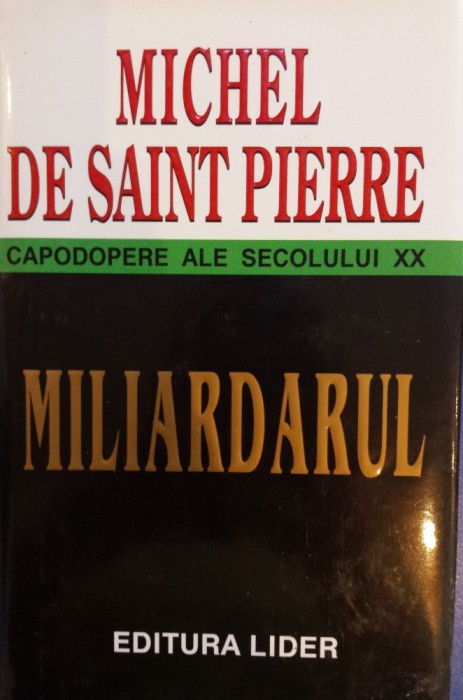 MICHEL
DE SAINT PIERRE
CAPODOPERE ALE SECOLULUI XX
MILIARDARUL
EDITURA LIDER